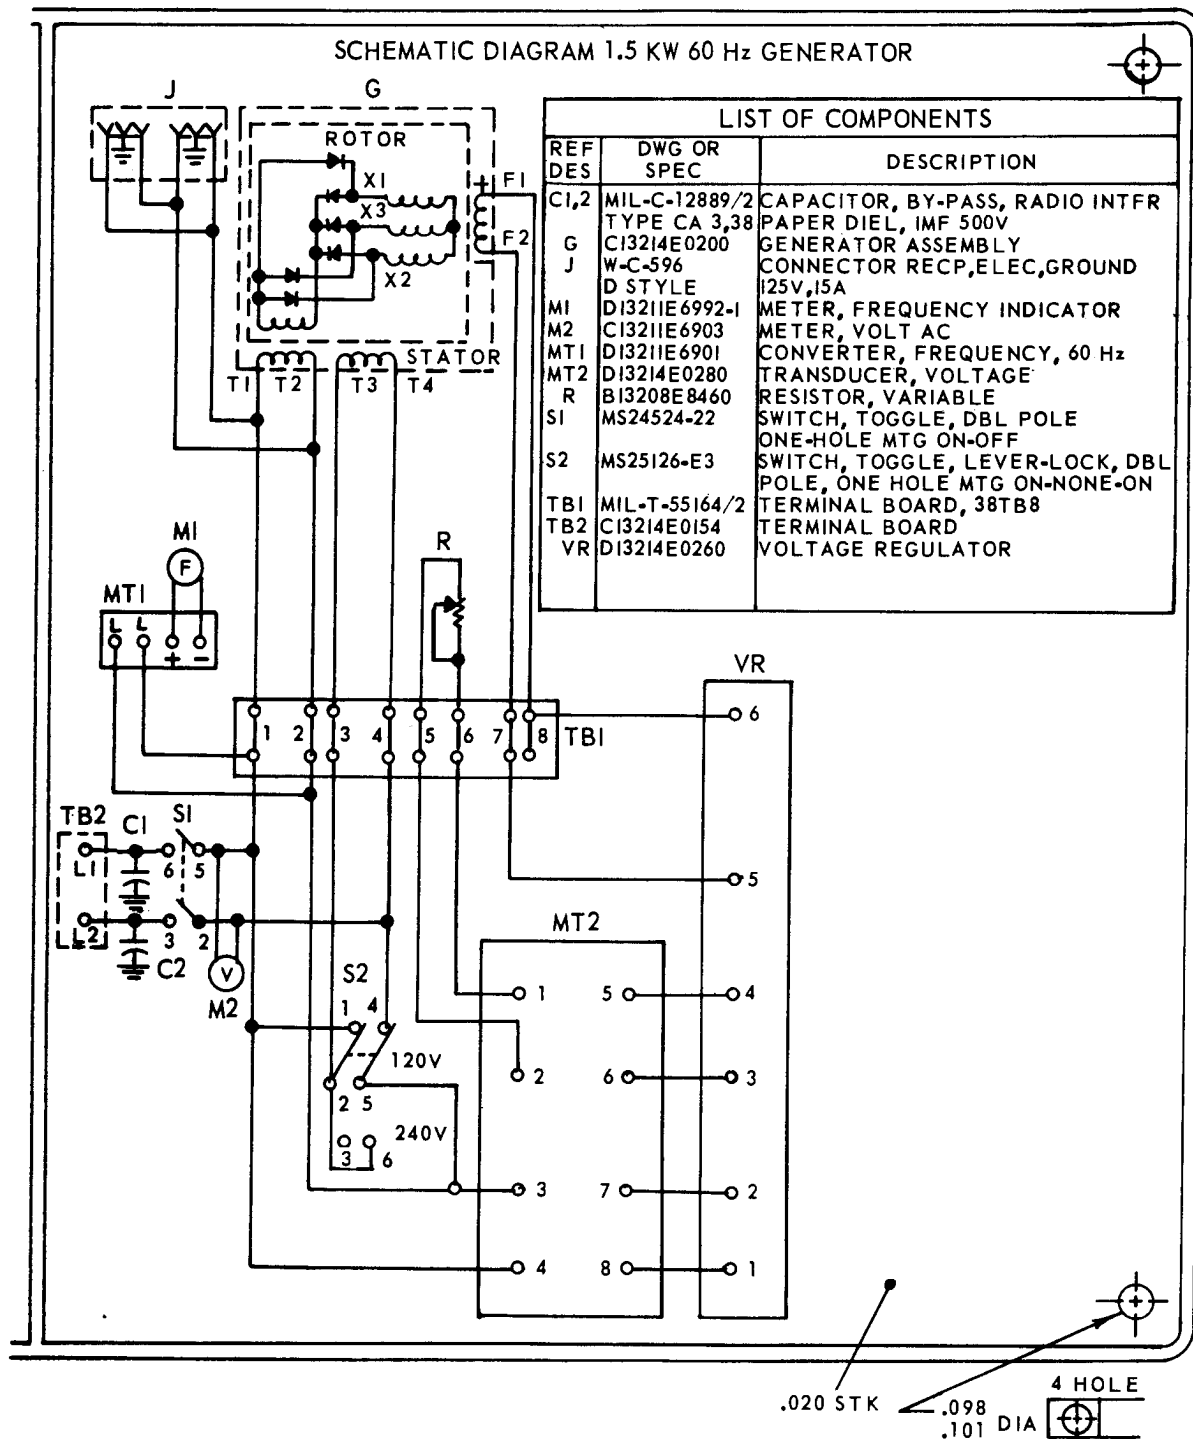 SCHEMATIC DIAGRAM 1.5 KW 60 Hz GENERATOR
J
G
ROTOR
X1
X3
X2
+ F1
F2
STATOR
T1 T2 T3 T4
LIST OF COMPONENTS
REF DES DWG OR SPEC DESCRIPTION
C1,2 MIL-C-12889/2 CAPACITOR, BY-PASS, RADIO INTFR
TYPE CA 3,38 PAPER DIEL, IMF 500V
G C13214E0200 GENERATOR ASSEMBLY
J W-C-596 CONNECTOR RECP,ELEC,GROUND
D STYLE 125V,15A
M1 D13211E6992-1 METER, FREQUENCY INDICATOR
M2 C13211E6903 METER, VOLT AC
MT1 D13211E6901 CONVERTER, FREQUENCY, 60 Hz
MT2 D13214E0280 TRANSDUCER, VOLTAGE
R B13208E8460 RESISTOR, VARIABLE
S1 MS24524-22 SWITCH, TOGGLE, DBL POLE
ONE-HOLE MTG ON-OFF
S2 MS25126-E3 SWITCH, TOGGLE, LEVER-LOCK, DBL
POLE, ONE HOLE MTG ON-NONE-ON
TB1 MIL-T-55164/2 TERMINAL BOARD, 38TB8
TB2 C13214E0154 TERMINAL BOARD
VR D13214E0260 VOLTAGE REGULATOR
M1
F
MT1
L L
+ -
R
VR
6
1 2 3 4 5 6 7 8 TB1
TB2 C1 S1
L1 6 5
5
L2 3 2
C2
V
M2
MT2
S2
1 4
120V
2 5
240V
3 6
1 5 4
2 6 3
3 7 2
4 8 1
.020 STK
.098
.101 DIA
4 HOLE